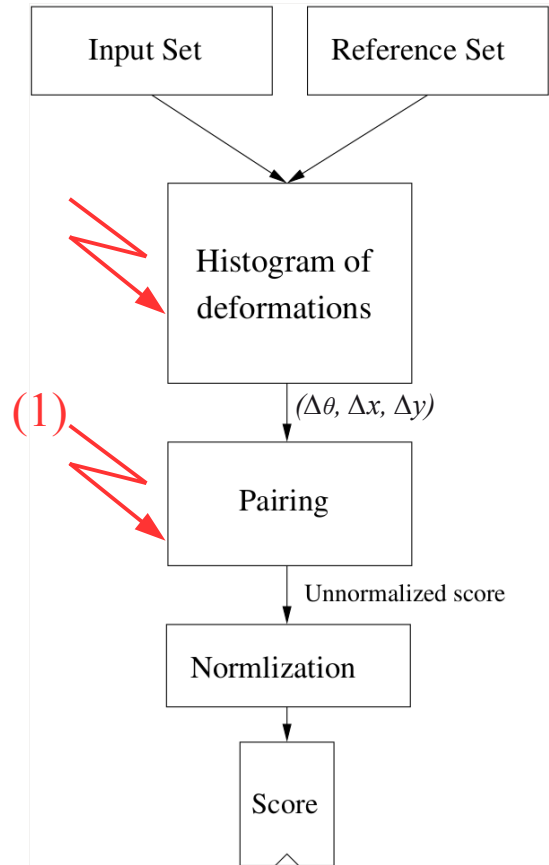 Input Set
Reference Set
Histogram of
deformations
(Δθ, Δx, Δy)
(1)
Pairing
Unnormalized score
Normlization
Score